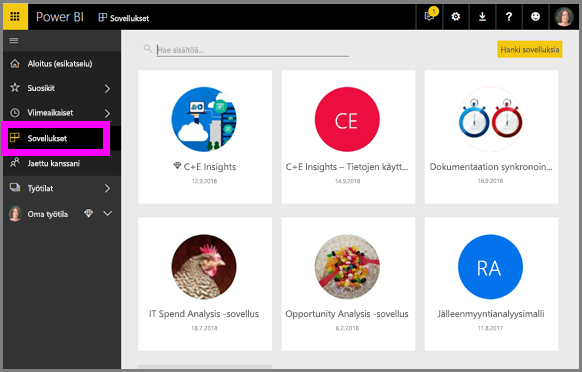 Power BI
Sovellukset
1
?
Aloitus (esikatselu)
Suosikit
Viimeaikaiset
Sovellukset
Jaettu kanssani
Työtilat
Oma työtila
Hae sisältöä...
Hanki sovelluksia
C+E Insights
12.9.2018
CE
C+E Insights – Tietojen käytt...
14.9.2018
Dokumentaation synkronoin...
16.9.2018
IT Spend Analysis -sovellus
18.7.2018
Opportunity Analysis -sovellus
6.2.2018
RA
Jälleenmyyntianalyysimalli
11.8.2017